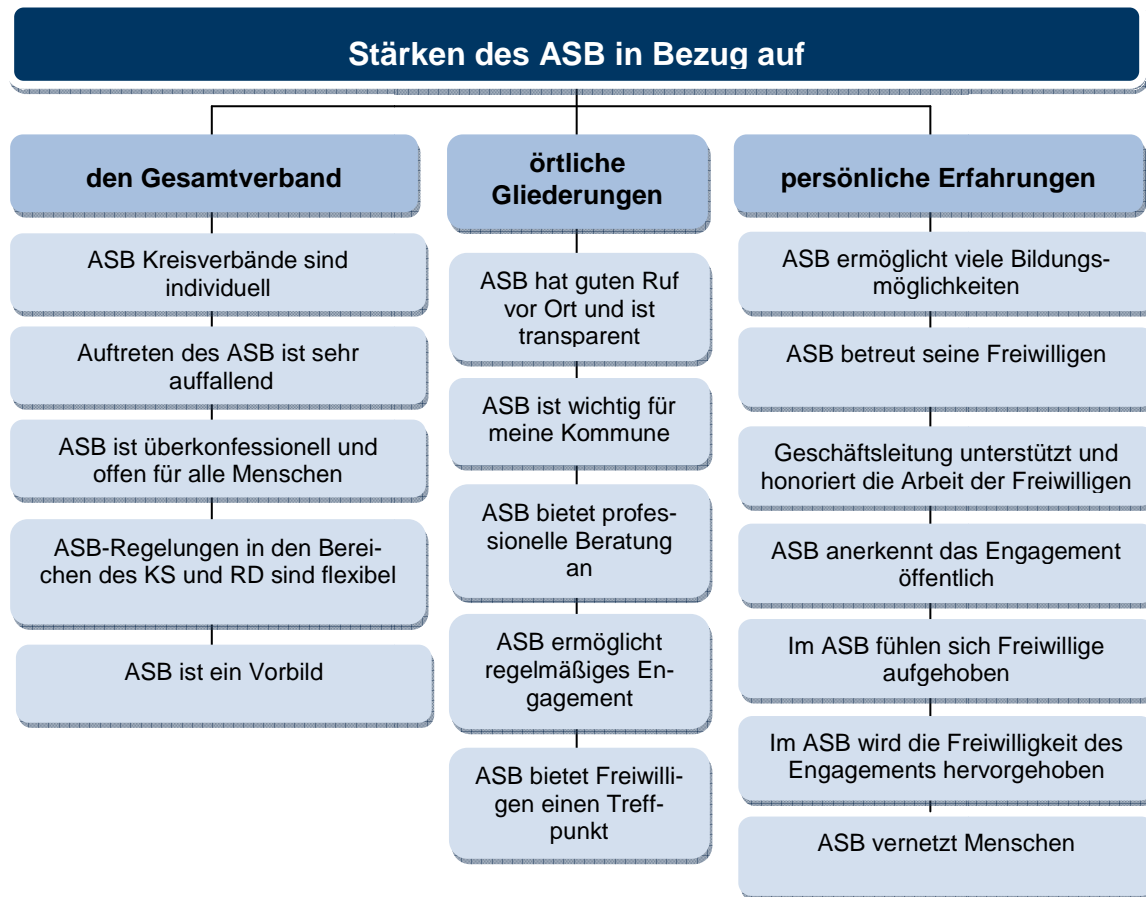 Stärken des ASB in Bezug auf
den Gesamtverband
ASB Kreisverbände sind
individuell
Auftreten des ASB ist sehr
auffallend
ASB ist überkonfessionell und
offen für alle Menschen
ASB-Regelungen in den Berei-
chen des KS und RD sind flexibel
ASB ist ein Vorbild
örtliche
Gliederungen
ASB hat guten Ruf
vor Ort und ist
transparent
ASB ist wichtig für
meine Kommune
ASB bietet profes-
sionelle Beratung
an
ASB ermöglicht
regelmäßiges En-
gagement
ASB bietet Freiwilli-
gen einen Treff-
punkt
persönliche Erfahrungen
ASB ermöglicht viele Bildungs-
möglichkeiten
ASB betreut seine Freiwilligen
Geschäftsleitung unterstützt und
honoriert die Arbeit der Freiwilligen
ASB anerkennt das Engagement
öffentlich
Im ASB fühlen sich Freiwillige
aufgehoben
Im ASB wird die Freiwilligkeit des
Engagements hervorgehoben
ASB vernetzt Menschen